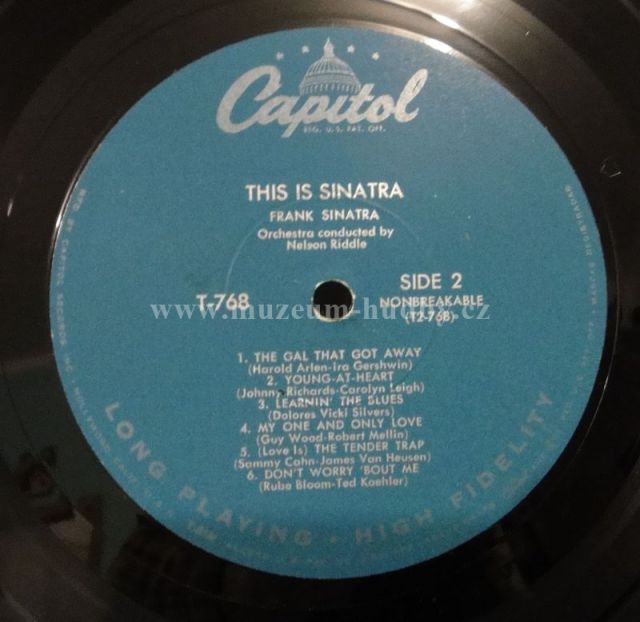 Capitol
REG. U.S. PAT. OFF.
THIS IS SINATRA
FRANK SINATRA
Orchestra conducted by
Nelson Riddle
T-768
SIDE 2
NONBREAKABLE
(T2-768)
www.muzeum-hudby.cz
1. THE GAL THAT GOT AWAY
(Harold Arlen-Ira Gershwin)
2. YOUNG-AT-HEART
(Johnny Richards-Carolyn Leigh)
3. LEARNIN' THE BLUES
(Dolores Vicki Silvers)
4. MY ONE AND ONLY LOVE
(Guy Wood-Robert Mellin)
5. (Love Is) THE TENDER TRAP
(Sammy Cahn-James Van Heusen)
6. DON'T WORRY 'BOUT ME
(Rube Bloom-Ted Koehler)
LONG PLAYING • HIGH FIDELITY
MFD BY CAPITOL RECORDS